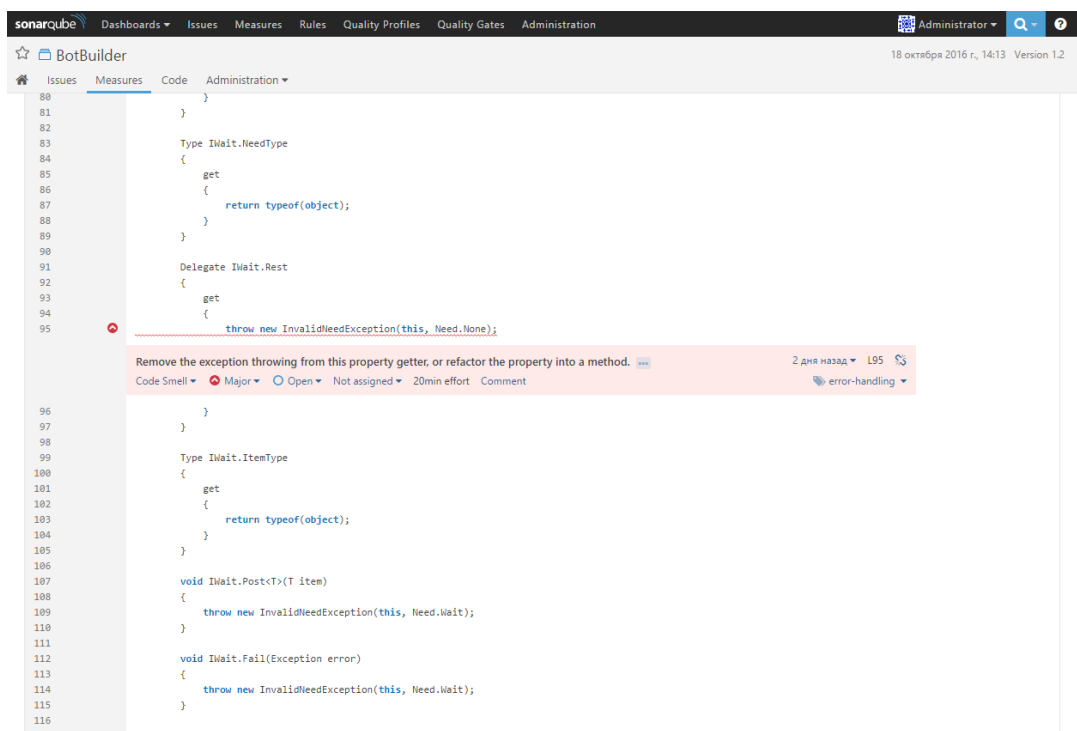 sonarqube Dashboards Issues Measures Rules Quality Profiles Quality Gates Administration Administrator ?
BotBuilder 18 октября 2016 г., 14:13 Version 1.2
Issues Measures Code Administration
80 }
81 }
82
83 Type IWait.NeedType
84 {
85 get
86 {
87 return typeof(object);
88 }
89 }
90
91 Delegate IWait.Rest
92 {
93 get
94 {
95 throw new InvalidNeedException(this, Need.None);
Remove the exception throwing from this property getter, or refactor the property into a method. ... 2 дня назад L95
Code Smell Major Open Not assigned 20min effort Comment error-handling
96 }
97 }
98
99 Type IWait.ItemType
100 {
101 get
102 {
103 return typeof(object);
104 }
105 }
106
107 void IWait.Post<T>(T item)
108 {
109 throw new InvalidNeedException(this, Need.Wait);
110 }
111
112 void IWait.Fail(Exception error)
113 {
114 throw new InvalidNeedException(this, Need.Wait);
115 }
116